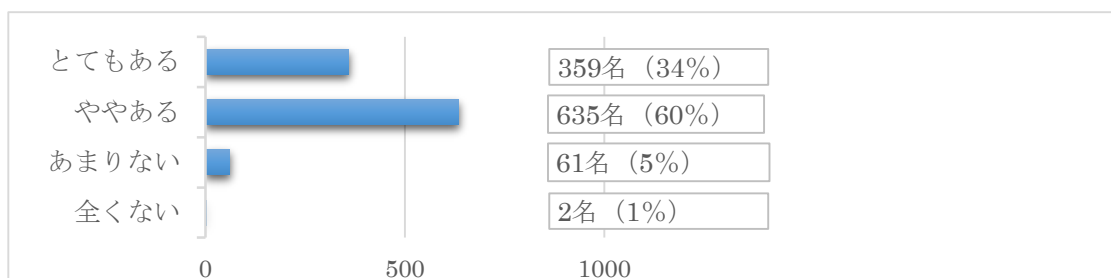 とてもある 359名（34%）
ややある 635名（60%）
あまりない 61名（5%）
全くない 2名（1%）
0 500 1000